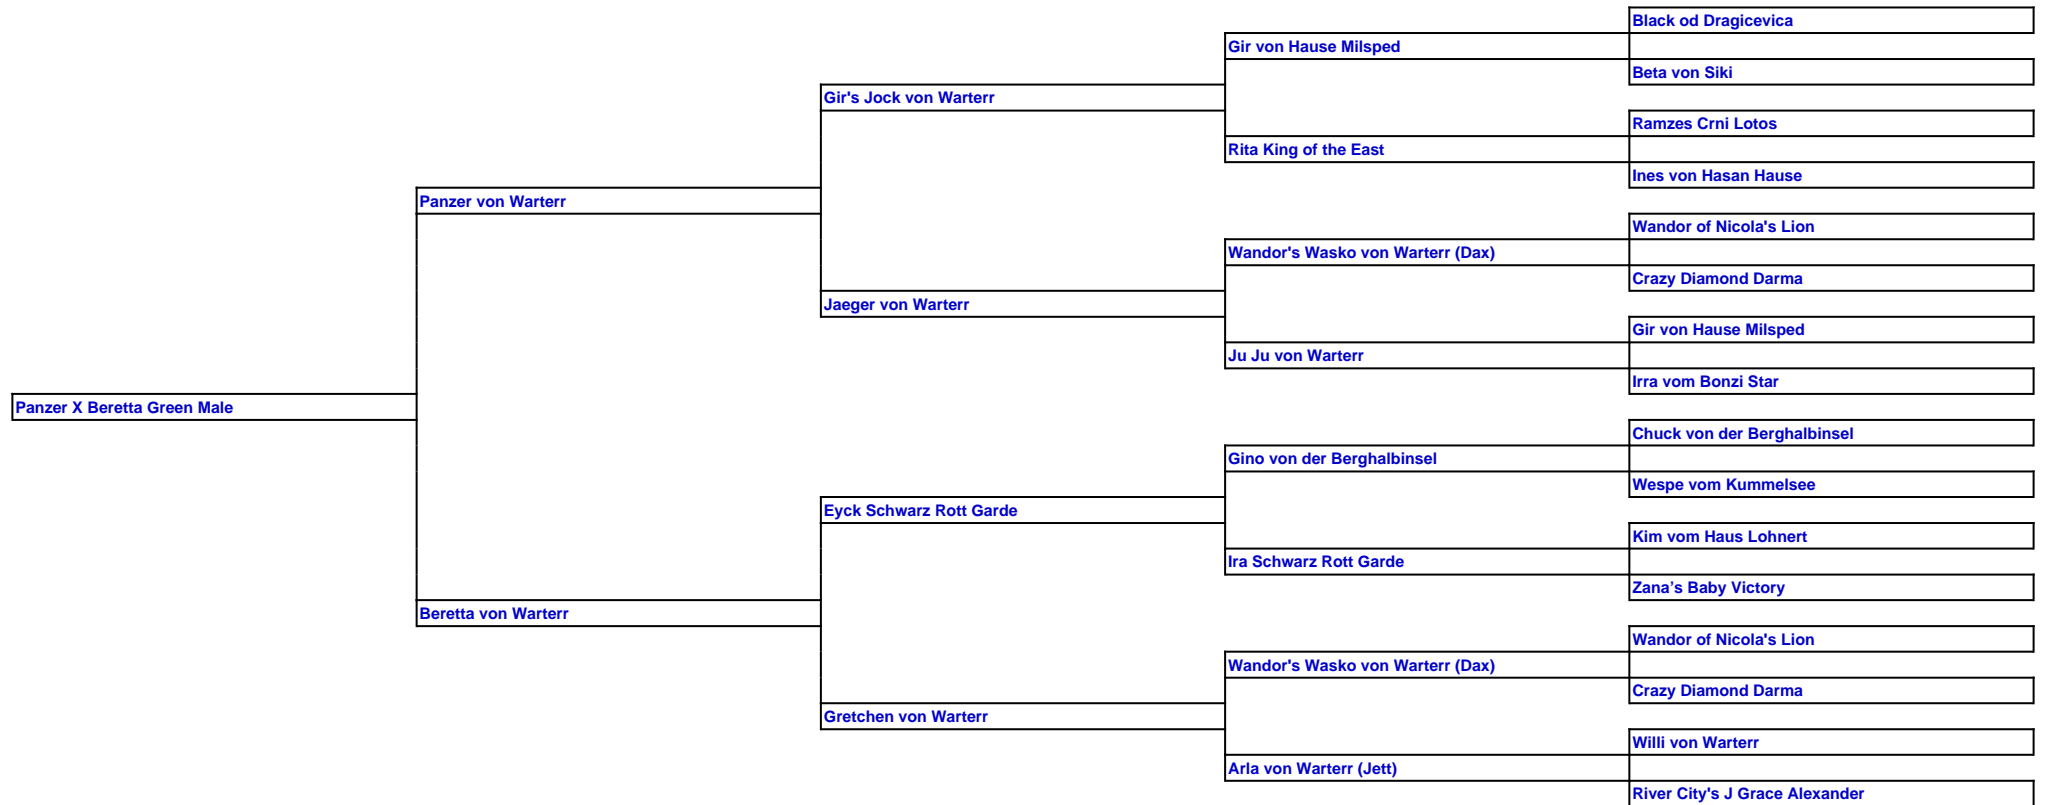 Black od Dragicevica
Gir von Hause Milsped
Beta von Siki
Gir's Jock von Warterr
Ramzes Crni Lotos
Rita King of the East
Ines von Hasan Hause
Panzer von Warterr
Wandor of Nicola's Lion
Wandor's Wasko von Warterr (Dax)
Crazy Diamond Darma
Jaeger von Warterr
Gir von Hause Milsped
Ju Ju von Warterr
Irra vom Bonzi Star
Panzer X Beretta Green Male
Chuck von der Berghalbinsel
Gino von der Berghalbinsel
Wespe vom Kummelsee
Eyck Schwarz Rott Garde
Kim vom Haus Lohnert
Ira Schwarz Rott Garde
Zana’s Baby Victory
Beretta von Warterr
Wandor of Nicola's Lion
Wandor's Wasko von Warterr (Dax)
Crazy Diamond Darma
Gretchen von Warterr
Willi von Warterr
Arla von Warterr (Jett)
River City's J Grace Alexander